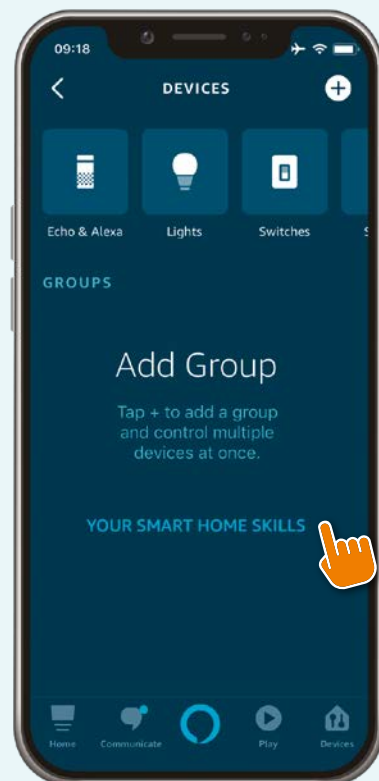 09:18
DEVICES
Echo & Alexa
Lights
Switches
S
GROUPS
Add Group
Tap + to add a group
and control multiple
devices at once.
YOUR SMART HOME SKILLS
Home
Communicate
Play
Devices